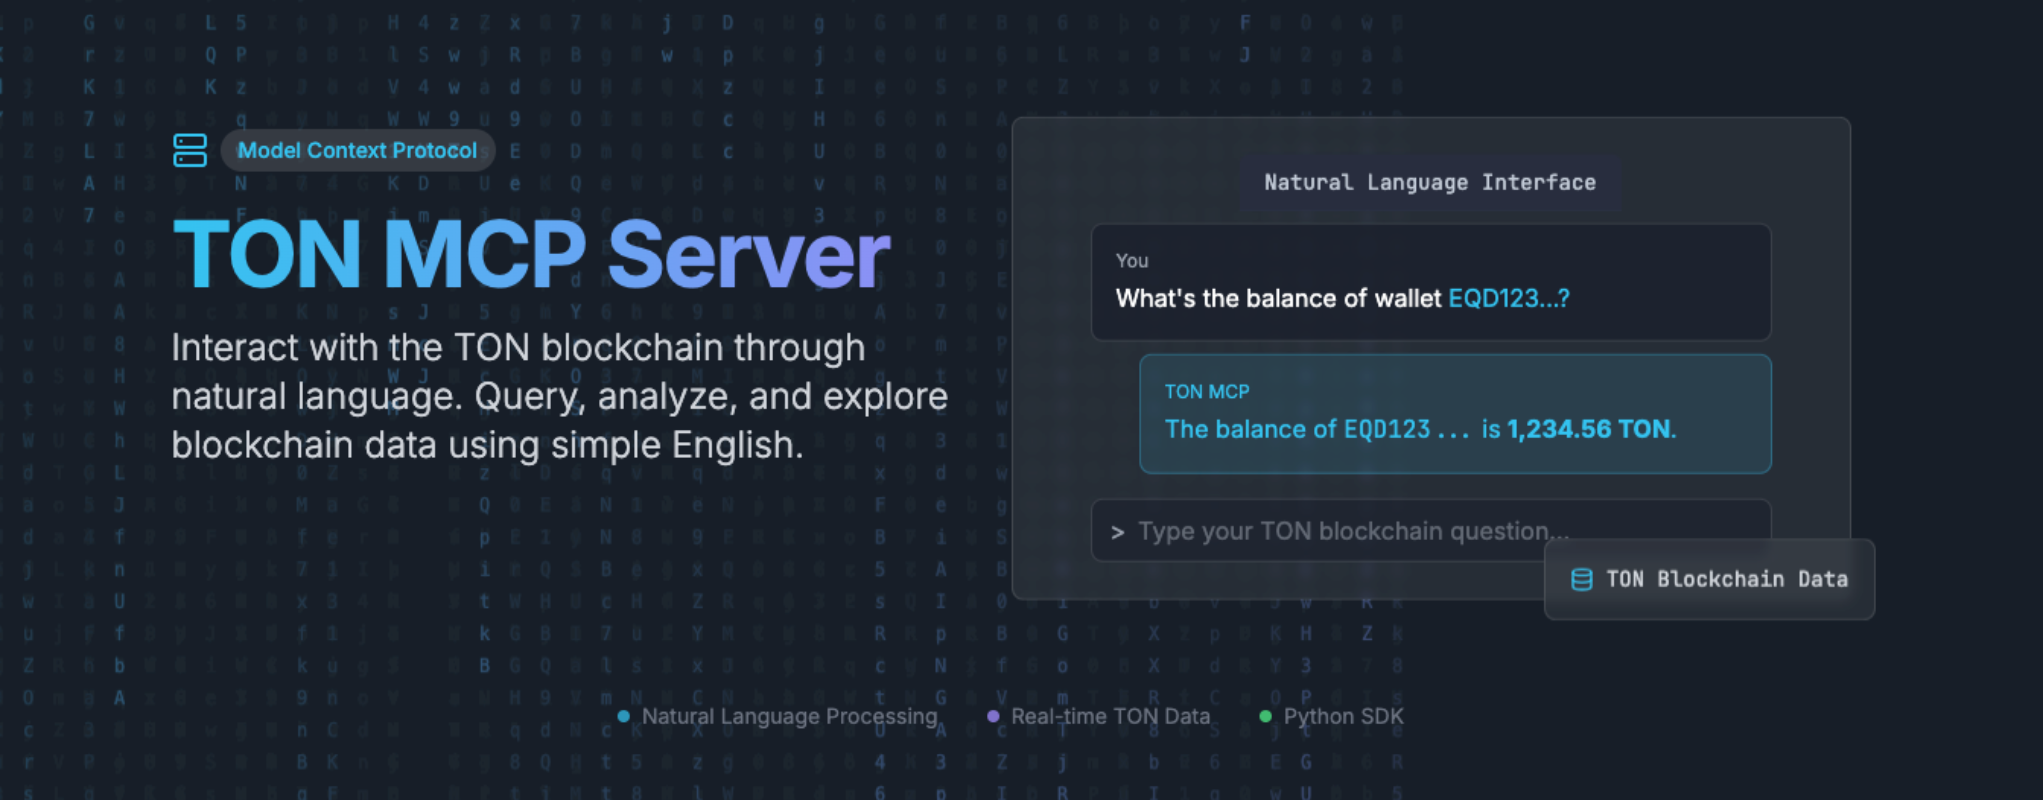 Model Context Protocol
TON MCP Server
Interact with the TON blockchain through
natural language. Query, analyze, and explore
blockchain data using simple English.
Natural Language Interface
You
What's the balance of wallet EQD123...?
TON MCP
The balance of EQD123... is 1,234.56 TON.
> Type your TON blockchain question...
TON Blockchain Data
Natural Language Processing
Real-time TON Data
Python SDK